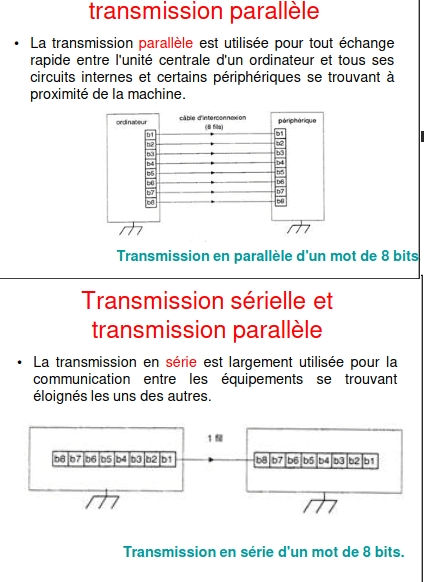 transmission parallèle
• La transmission parallèle est utilisée pour tout échange
rapide entre l'unité centrale d'un ordinateur et tous ses
circuits internes et certains périphériques se trouvant à
proximité de la machine.
câble d'interconnexion
ordinateur (8 fils) périphérique
b1 b1
b2 b2
b3 b3
b4 b4
b5 b5
b6 b6
b7 b7
b8 b8
Transmission en parallèle d'un mot de 8 bits
Transmission sérielle et
transmission parallèle
• La transmission en série est largement utilisée pour la
communication entre les équipements se trouvant
éloignés les uns des autres.
1 fil
b8 b7 b6 b5 b4 b3 b2 b1 b8 b7 b6 b5 b4 b3 b2 b1
Transmission en série d'un mot de 8 bits.